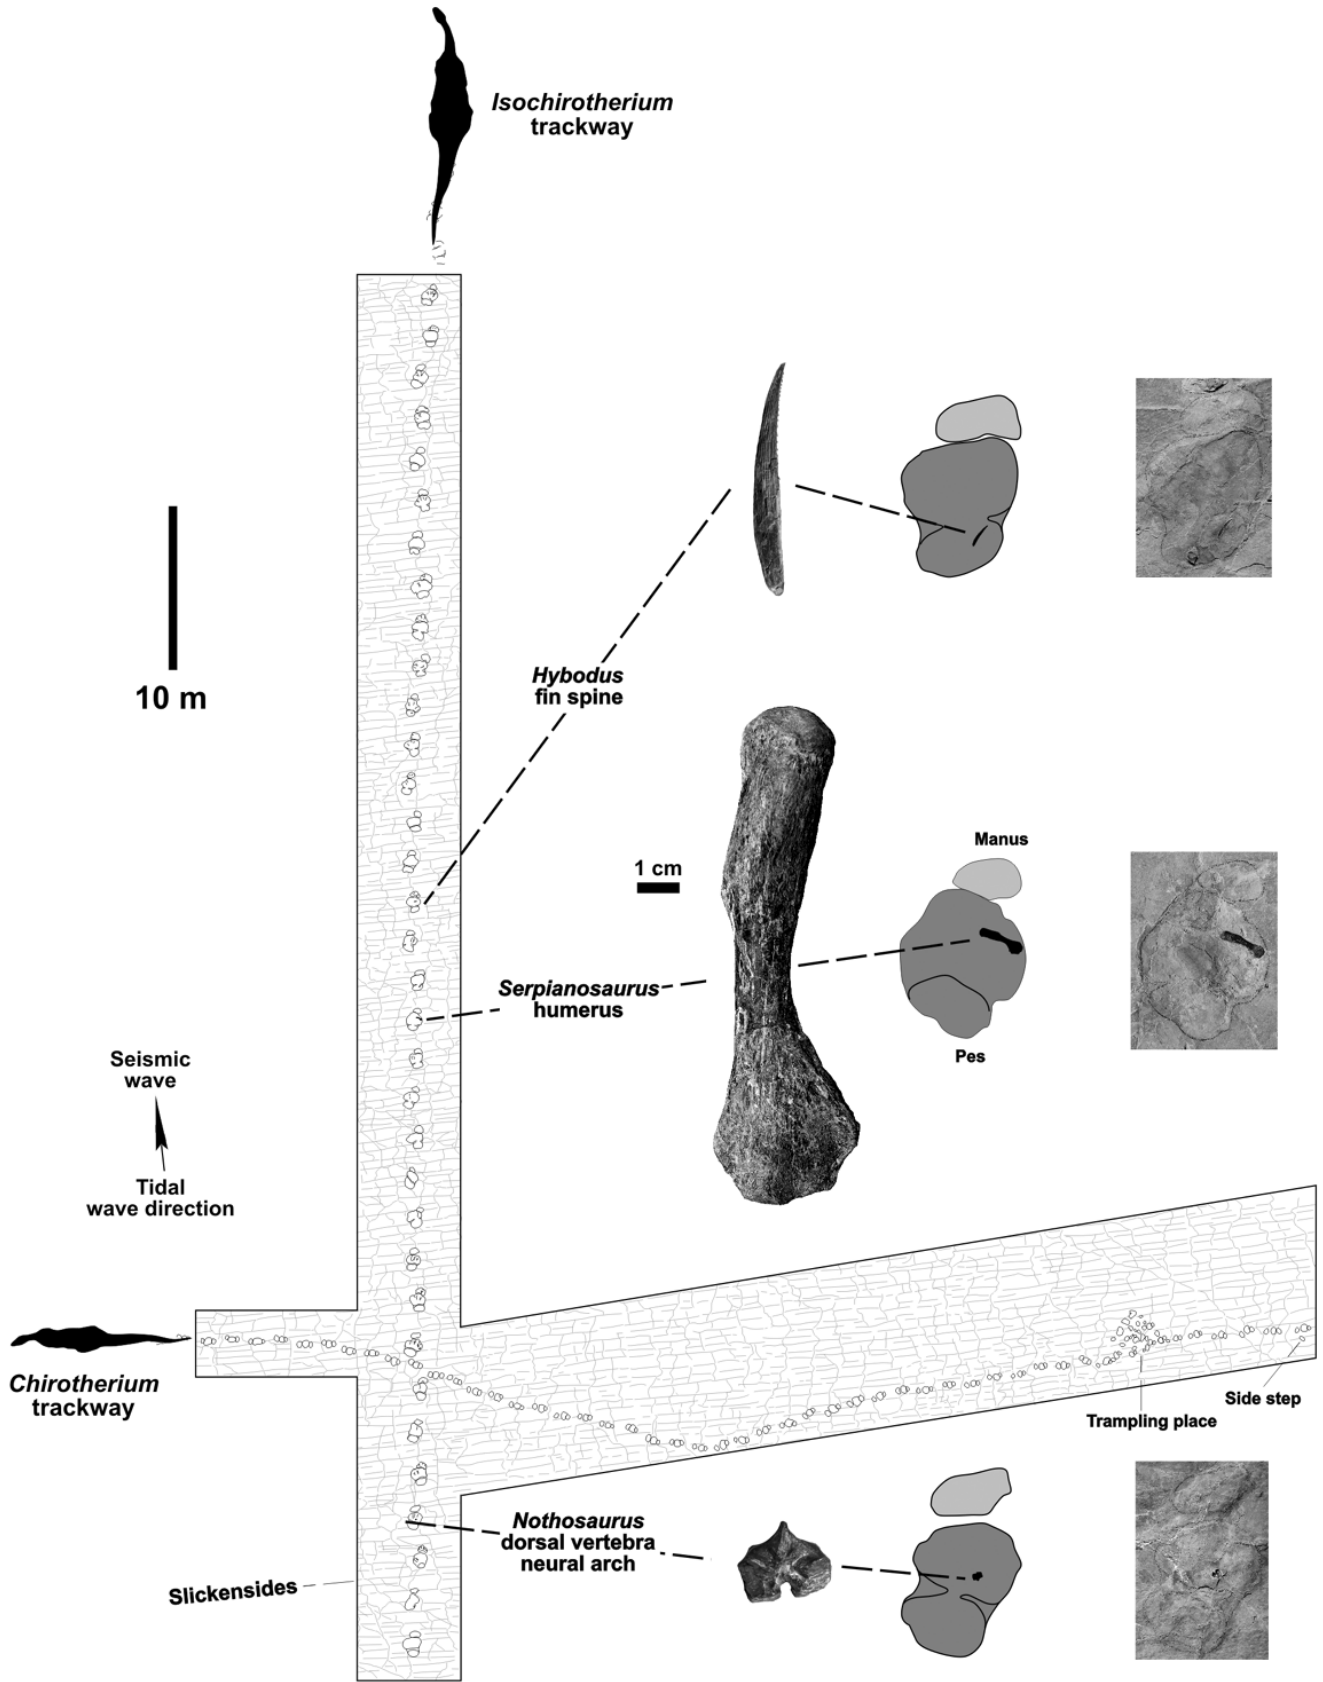 Isochirotherium
trackway
10 m
Hybodus
fin spine
1 cm
Manus
Serpianosaurus
humerus
Pes
Seismic
wave
Tidal
wave direction
Chirotherium
trackway
Side step
Trampling place
Nothosaurus
dorsal vertebra
neural arch
Slickensides